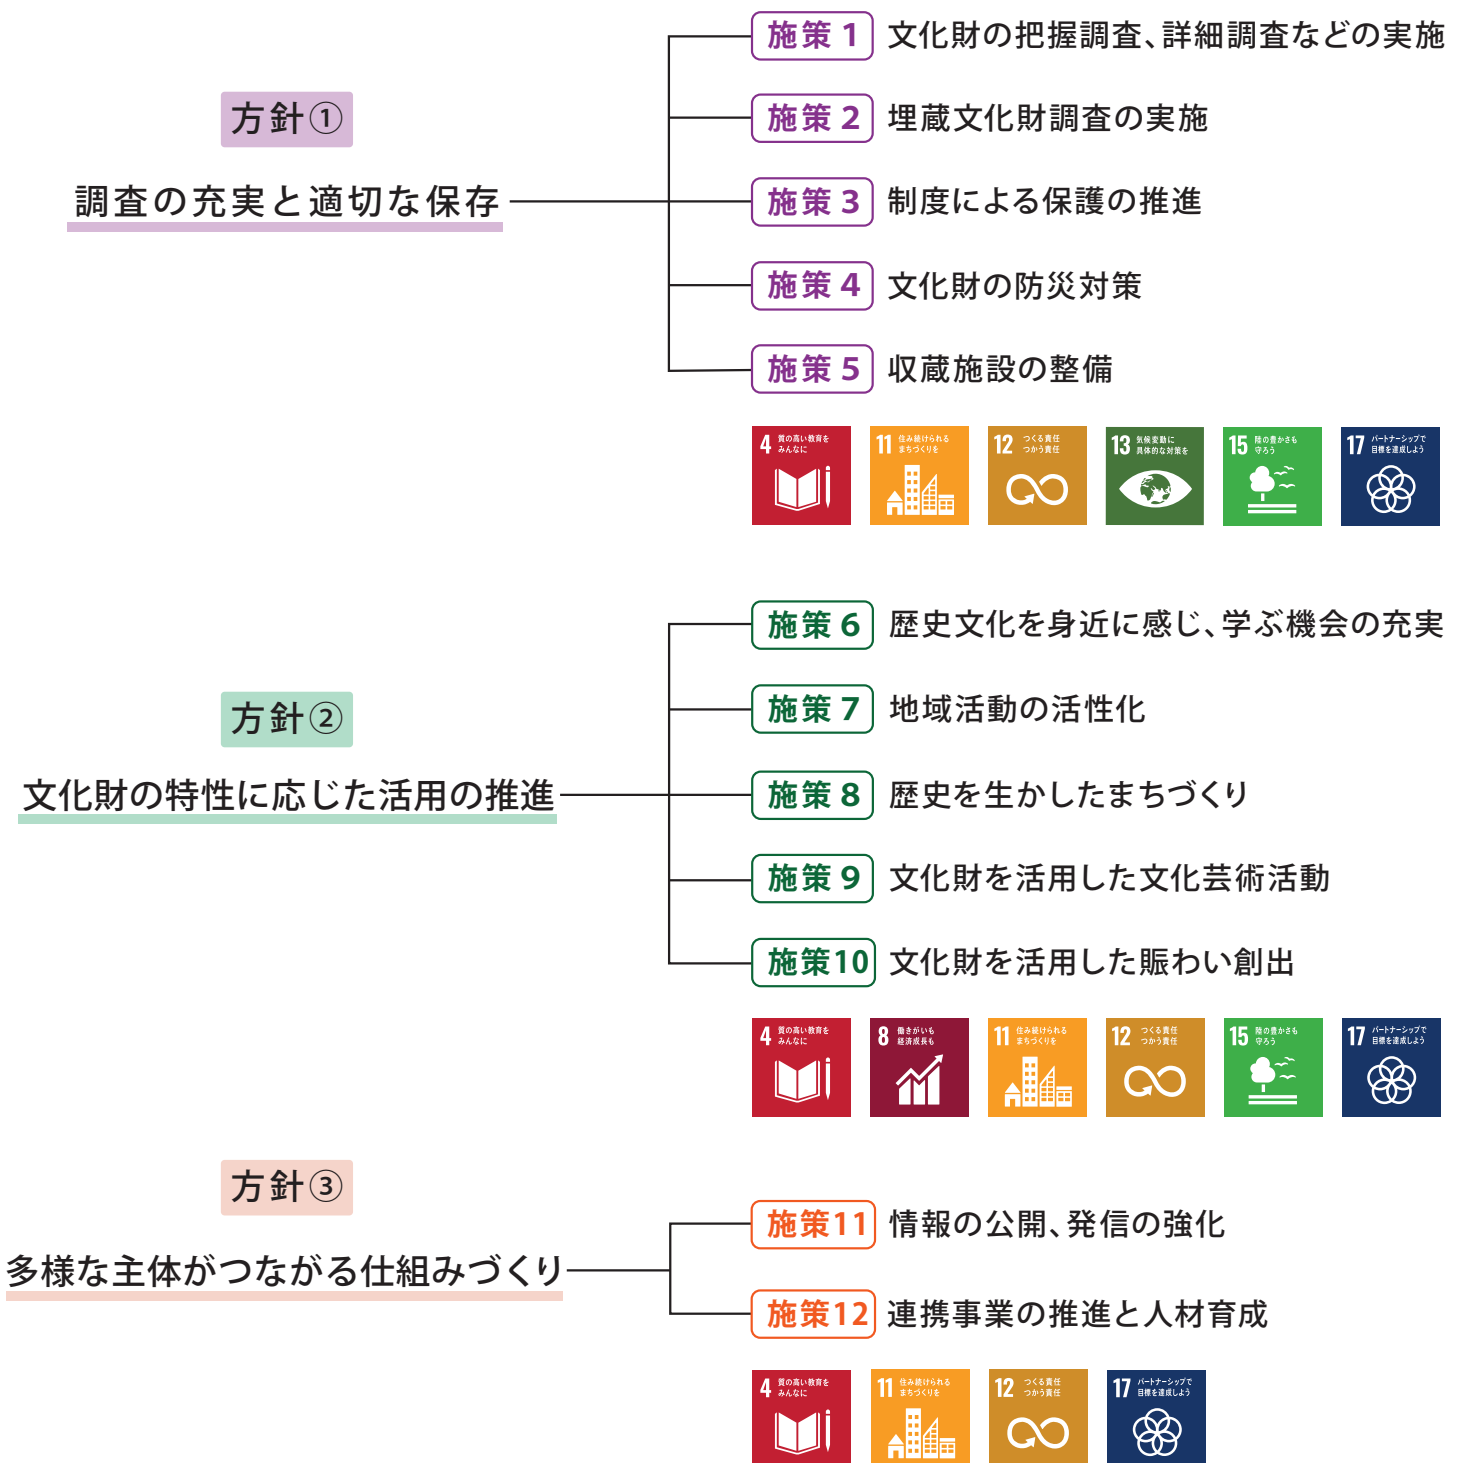 方針①
調査の充実と適切な保存
施策 1 文化財の把握調査、詳細調査などの実施
施策 2 埋蔵文化財調査の実施
施策 3 制度による保護の推進
施策 4 文化財の防災対策
施策 5 収蔵施設の整備
4 質の高い教育を
みんなに
11 住み続けられる
まちづくりを
12 つくる責任
つかう責任
13 気候変動に
具体的な対策を
15 陸の豊かさも
守ろう
17 パートナーシップで
目標を達成しよう
方針②
文化財の特性に応じた活用の推進
施策 6 歴史文化を身近に感じ、学ぶ機会の充実
施策 7 地域活動の活性化
施策 8 歴史を生かしたまちづくり
施策 9 文化財を活用した文化芸術活動
施策10 文化財を活用した賑わい創出
4 質の高い教育を
みんなに
8 働きがいも
経済成長も
11 住み続けられる
まちづくりを
12 つくる責任
つかう責任
15 陸の豊かさも
守ろう
17 パートナーシップで
目標を達成しよう
方針③
多様な主体がつながる仕組みづくり
施策11 情報の公開、発信の強化
施策12 連携事業の推進と人材育成
4 質の高い教育を
みんなに
11 住み続けられる
まちづくりを
12 つくる責任
つかう責任
17 パートナーシップで
目標を達成しよう